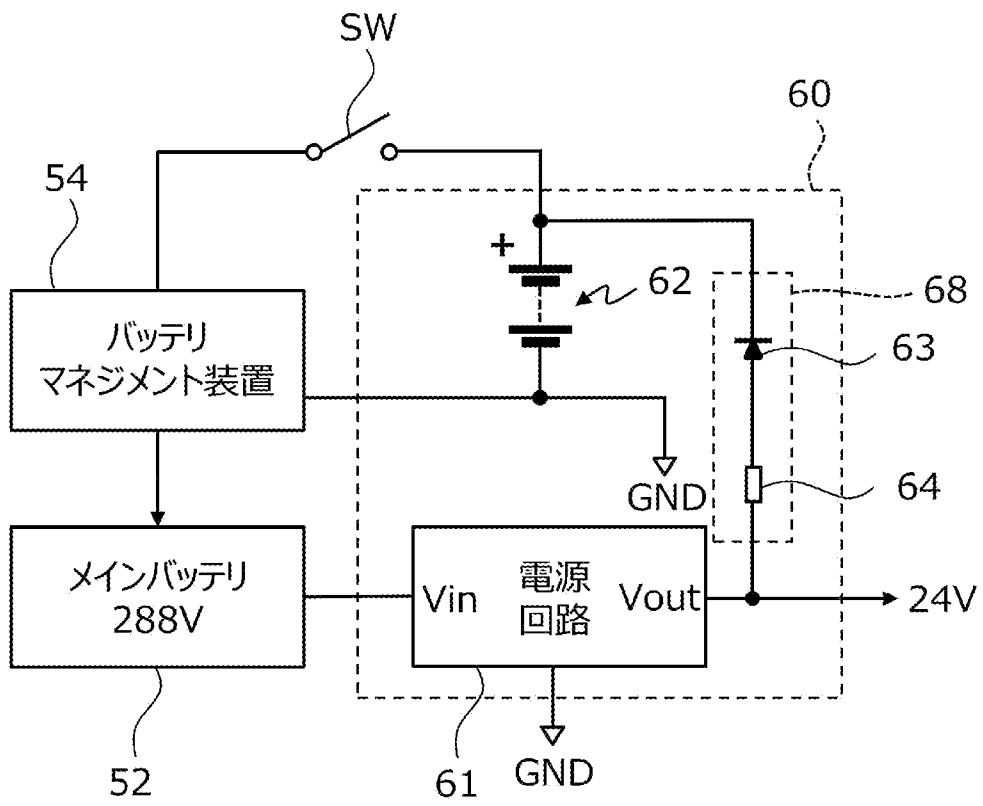 SW
60
54
+
62
68
バッテリ
マネジメント装置
63
64
GND
メインバッテリ
288V
Vin
電源
回路
Vout
24V
52
61
GND